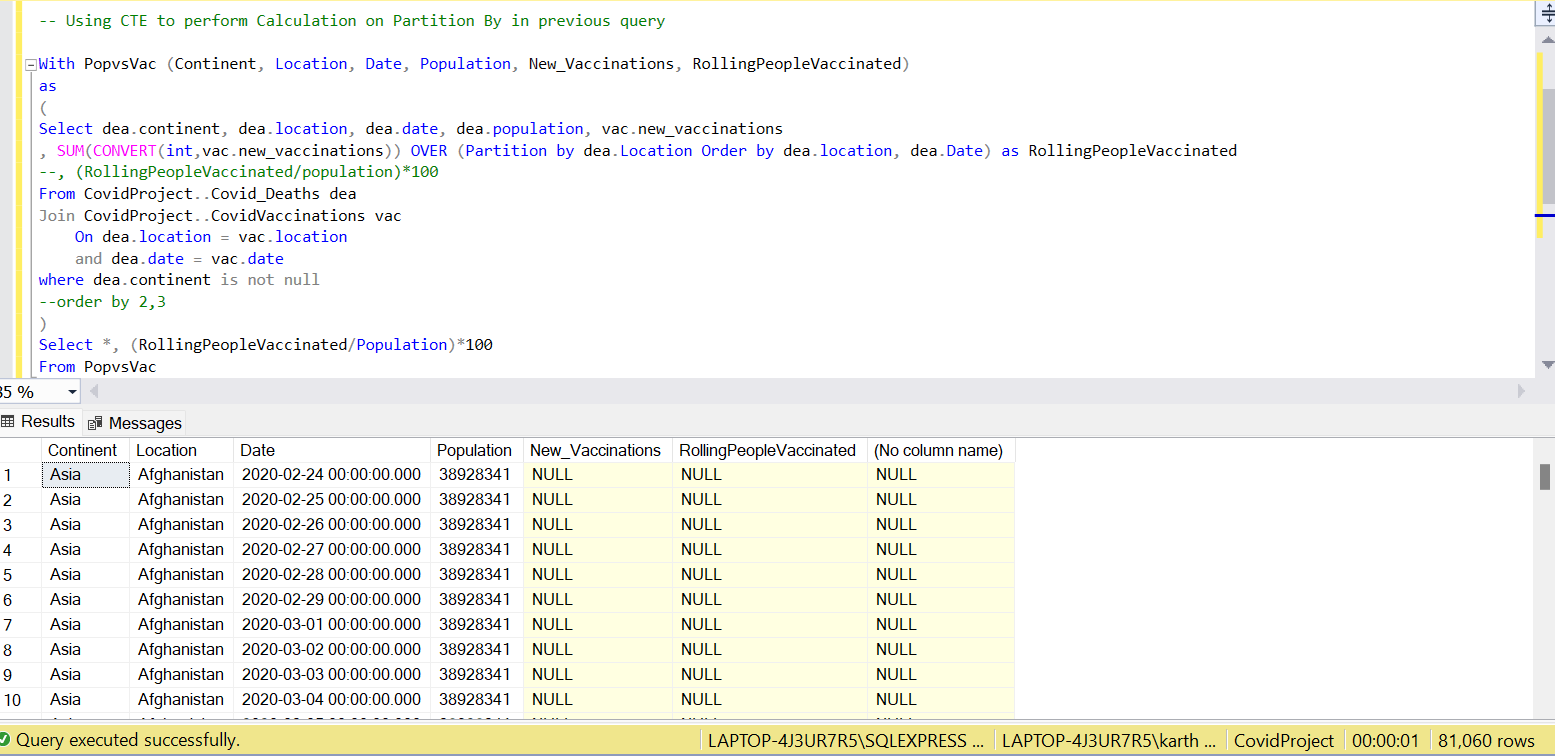 -- Using CTE to perform Calculation on Partition By in previous query
With PopvsVac (Continent, Location, Date, Population, New_Vaccinations, RollingPeopleVaccinated)
as
(
Select dea.continent, dea.location, dea.date, dea.population, vac.new_vaccinations
, SUM(CONVERT(int,vac.new_vaccinations)) OVER (Partition by dea.Location Order by dea.location, dea.Date) as RollingPeopleVaccinated
--, (RollingPeopleVaccinated/population)*100
From CovidProject..Covid_Deaths dea
Join CovidProject..CovidVaccinations vac
On dea.location = vac.location
and dea.date = vac.date
where dea.continent is not null
--order by 2,3
)
Select *, (RollingPeopleVaccinated/Population)*100
From PopvsVac
%
Results Messages
Continent Location Date Population New_Vaccinations RollingPeopleVaccinated (No column name)
1 Asia Afghanistan 2020-02-24 00:00:00.000 38928341 NULL NULL NULL
2 Asia Afghanistan 2020-02-25 00:00:00.000 38928341 NULL NULL NULL
3 Asia Afghanistan 2020-02-26 00:00:00.000 38928341 NULL NULL NULL
4 Asia Afghanistan 2020-02-27 00:00:00.000 38928341 NULL NULL NULL
5 Asia Afghanistan 2020-02-28 00:00:00.000 38928341 NULL NULL NULL
6 Asia Afghanistan 2020-02-29 00:00:00.000 38928341 NULL NULL NULL
7 Asia Afghanistan 2020-03-01 00:00:00.000 38928341 NULL NULL NULL
8 Asia Afghanistan 2020-03-02 00:00:00.000 38928341 NULL NULL NULL
9 Asia Afghanistan 2020-03-03 00:00:00.000 38928341 NULL NULL NULL
10 Asia Afghanistan 2020-03-04 00:00:00.000 38928341 NULL NULL NULL
Query executed successfully. LAPTOP-4J3UR7R5\SQLEXPRESS ... LAPTOP-4J3UR7R5\karth ... CovidProject 00:00:01 81,060 rows